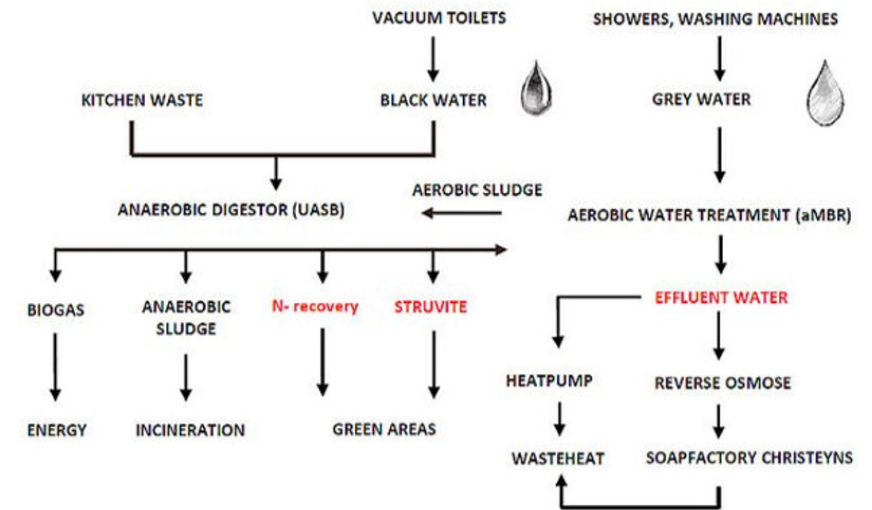 VACUUM TOILETS
SHOWERS, WASHING MACHINES
KITCHEN WASTE
BLACK WATER
GREY WATER
AEROBIC SLUDGE
ANAEROBIC DIGESTOR (UASB)
AEROBIC WATER TREATMENT (aMBR)
BIOGAS
ANAEROBIC
SLUDGE
N- recovery
STRUVITE
EFFLUENT WATER
HEATPUMP
REVERSE OSMOSE
ENERGY
INCINERATION
GREEN AREAS
WASTEHEAT
SOAPFACTORY CHRISTEYNS